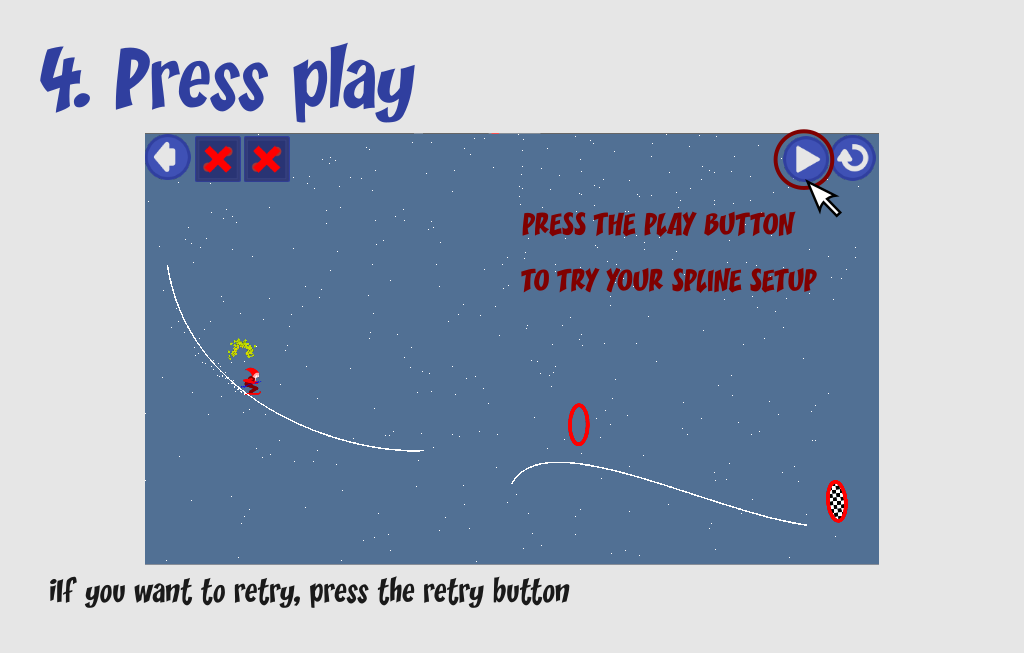 4. Press play
PRESS THE PLAY BUTTON
TO TRY YOUR SPLINE SETUP
iIf you want to retry, press the retry button